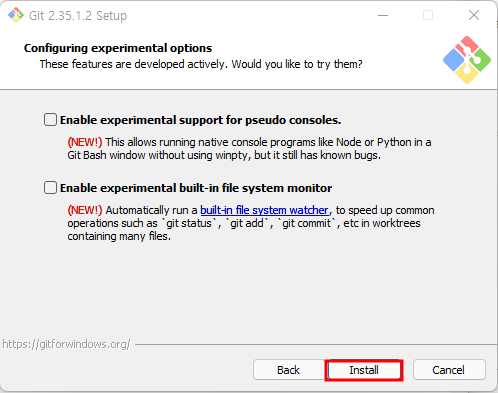 Git 2.35.1.2 Setup
Configuring experimental options
These features are developed actively. Would you like to try them?
Enable experimental support for pseudo consoles.
(NEW!) This allows running native console programs like Node or Python in a
Git Bash window without using winpty, but it still has known bugs.
Enable experimental built-in file system monitor
(NEW!) Automatically run a built-in file system watcher, to speed up common
operations such as `git status`, `git add`, `git commit`, etc in worktrees
containing many files.
https://gitforwindows.org/
Back Install Cancel